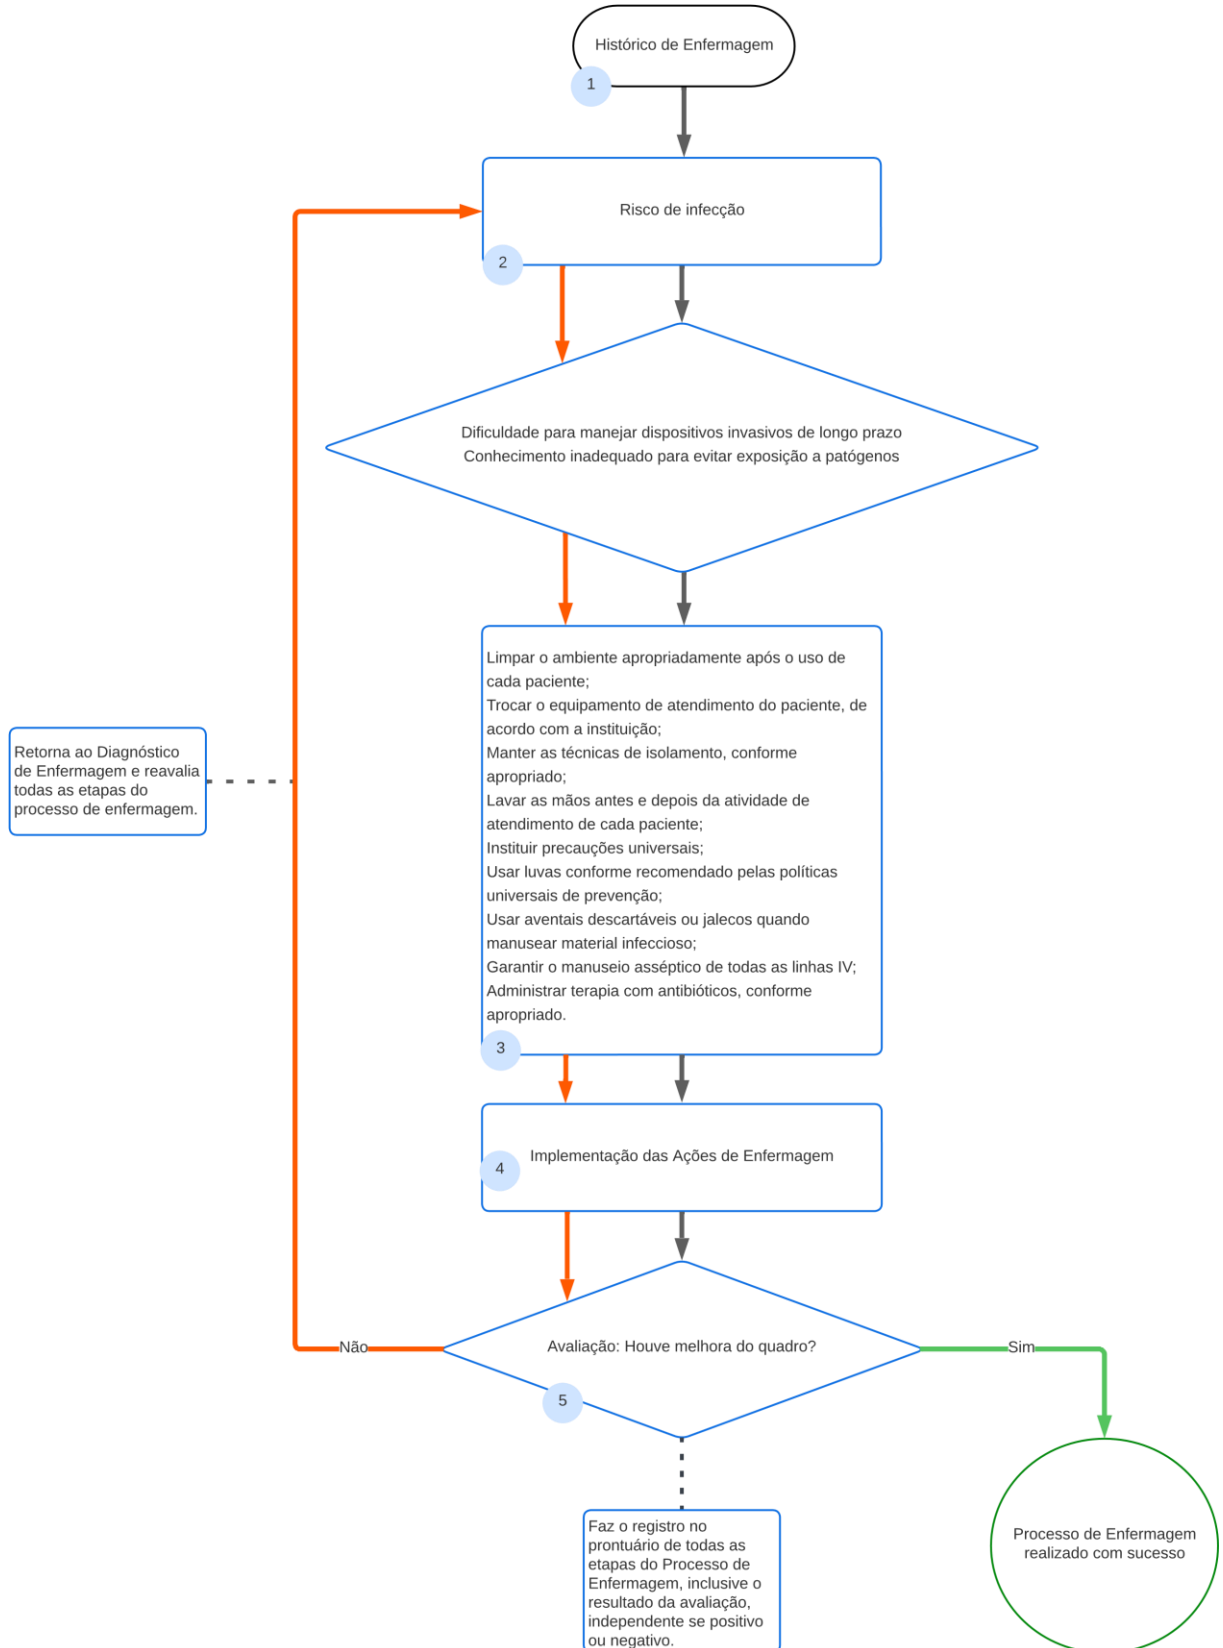 Histórico de Enfermagem
1
Risco de infecção
2
Dificuldade para manejar dispositivos invasivos de longo prazo
Conhecimento inadequado para evitar exposição a patógenos
Limpar o ambiente apropriadamente após o uso de
cada paciente;
Trocar o equipamento de atendimento do paciente, de
acordo com a instituição;
Manter as técnicas de isolamento, conforme
apropriado;
Lavar as mãos antes e depois da atividade de
atendimento de cada paciente;
Instituir precauções universais;
Usar luvas conforme recomendado pelas políticas
universais de prevenção;
Usar aventais descartáveis ou jalecos quando
manusear material infeccioso;
Garantir o manuseio asséptico de todas as linhas IV;
Administrar terapia com antibióticos, conforme
apropriado.
3
Retorna ao Diagnóstico
de Enfermagem e reavalia
todas as etapas do
processo de enfermagem.
Implementação das Ações de Enfermagem
4
Avaliação: Houve melhora do quadro?
5
Não
Sim
Processo de Enfermagem
realizado com sucesso
Faz o registro no
prontuário de todas as
etapas do Processo de
Enfermagem, inclusive o
resultado da avaliação,
independente se positivo
ou negativo.